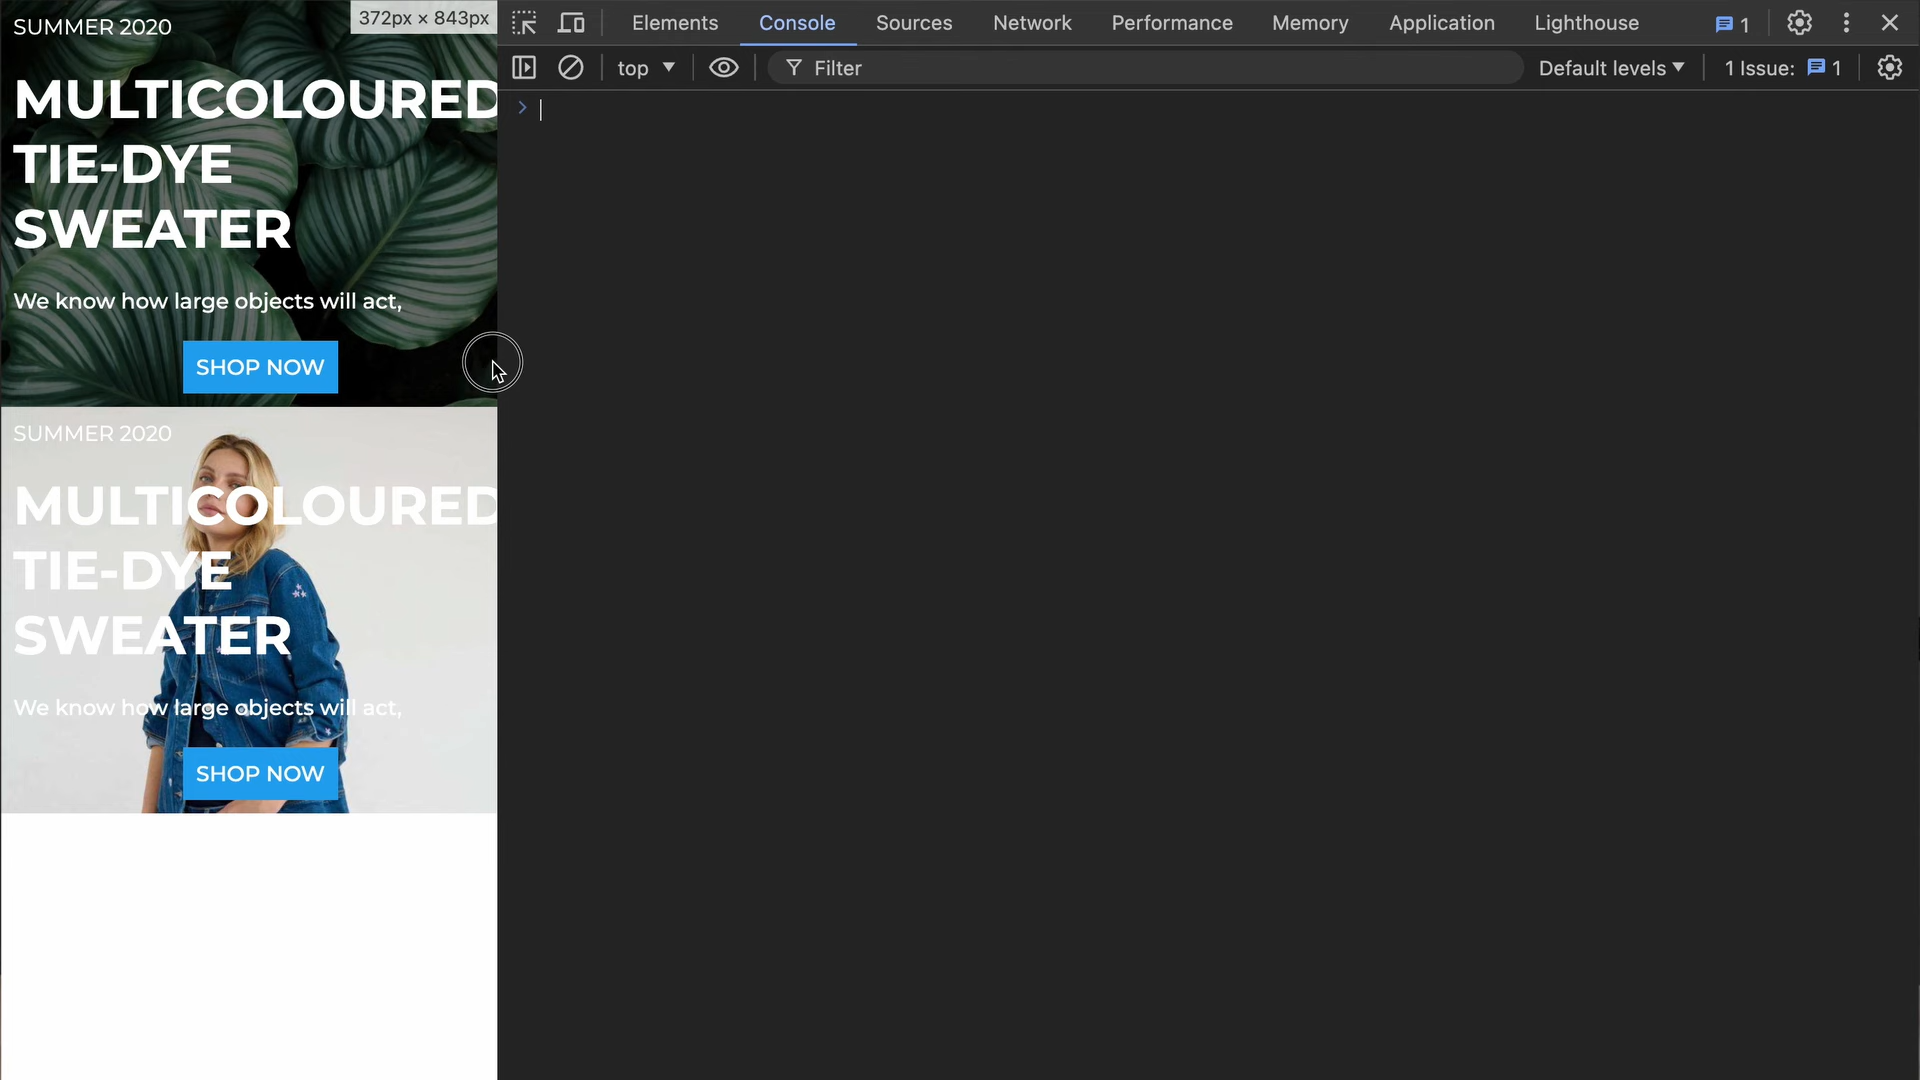 SUMMER 2020
372px × 843px
MULTICOLOURED
TIE-DYE
SWEATER
We know how large objects will act,
SHOP NOW
SUMMER 2020
MULTICOLOURED
TIE-DYE
SWEATER
We know how large objects will act,
SHOP NOW
Elements Console Sources Network Performance Memory Application Lighthouse 1
top Filter Default levels 1 Issue: 1